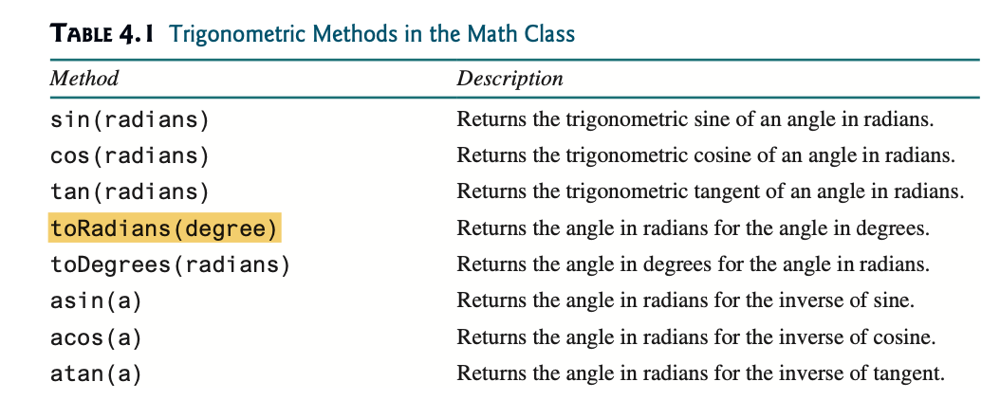 TABLE 4.1 Trigonometric Methods in the Math Class
Method Description
sin(radians) Returns the trigonometric sine of an angle in radians.
cos(radians) Returns the trigonometric cosine of an angle in radians.
tan(radians) Returns the trigonometric tangent of an angle in radians.
toRadians(degree) Returns the angle in radians for the angle in degrees.
toDegrees(radians) Returns the angle in degrees for the angle in radians.
asin(a) Returns the angle in radians for the inverse of sine.
acos(a) Returns the angle in radians for the inverse of cosine.
atan(a) Returns the angle in radians for the inverse of tangent.